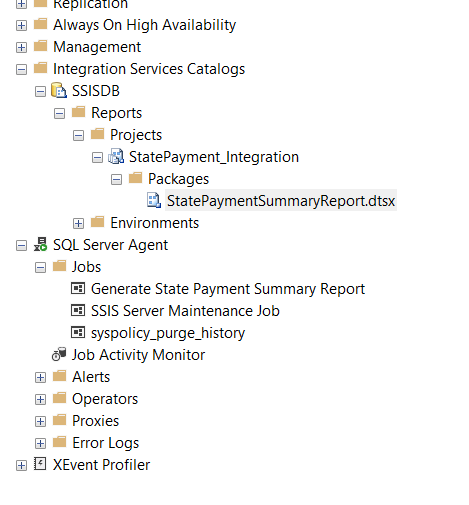 Replication
Always On High Availability
Management
Integration Services Catalogs
SSISDB
Reports
Projects
StatePayment_Integration
Packages
StatePaymentSummaryReport.dtsx
Environments
SQL Server Agent
Jobs
Generate State Payment Summary Report
SSIS Server Maintenance Job
syspolicy_purge_history
Job Activity Monitor
Alerts
Operators
Proxies
Error Logs
XEvent Profiler